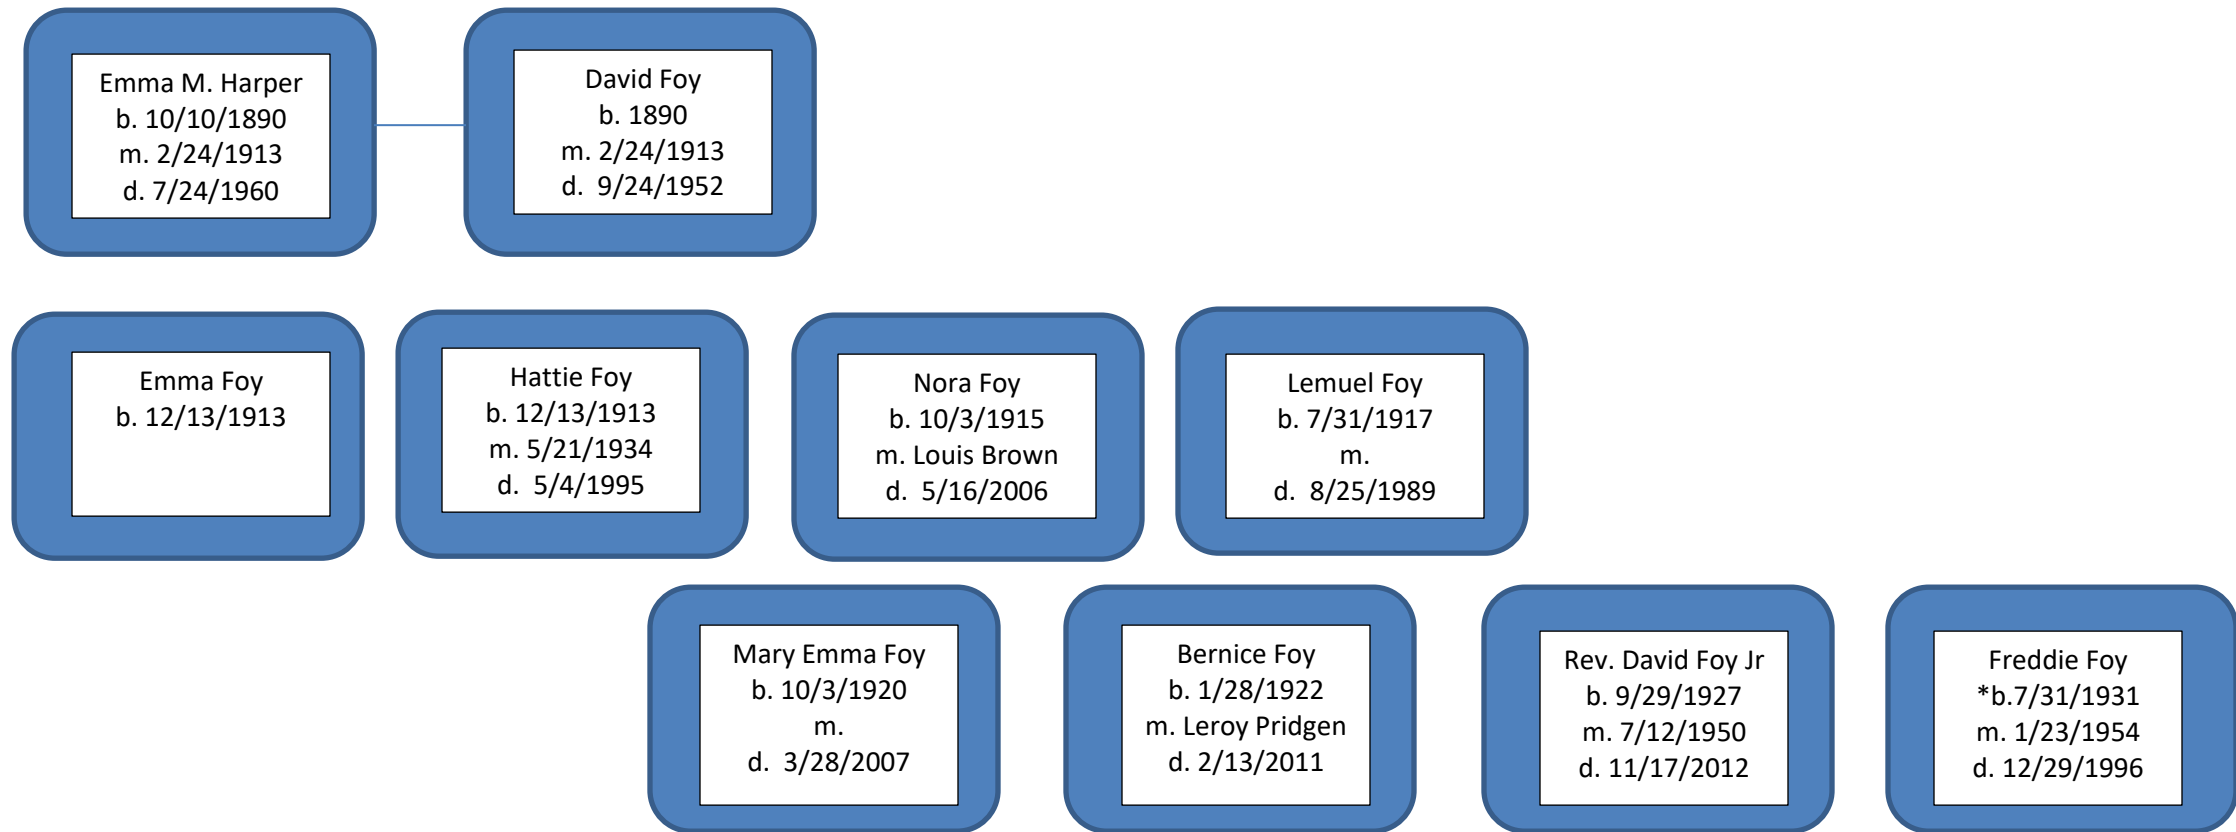 Emma M. Harper
b. 10/10/1890
m. 2/24/1913
d. 7/24/1960
David Foy
b. 1890
m. 2/24/1913
d.  9/24/1952
Emma Foy
b. 12/13/1913
Hattie Foy
b. 12/13/1913
m. 5/21/1934
d.  5/4/1995
Nora Foy
b. 10/3/1915
m. Louis Brown
d.  5/16/2006
Lemuel Foy
b. 7/31/1917
m.
d.  8/25/1989
Mary Emma Foy
b. 10/3/1920
m.
d.  3/28/2007
Bernice Foy
b. 1/28/1922
m. Leroy Pridgen
d. 2/13/2011
Rev. David Foy Jr
b. 9/29/1927
m. 7/12/1950
d. 11/17/2012
Freddie Foy
*b.7/31/1931
m. 1/23/1954
d. 12/29/1996